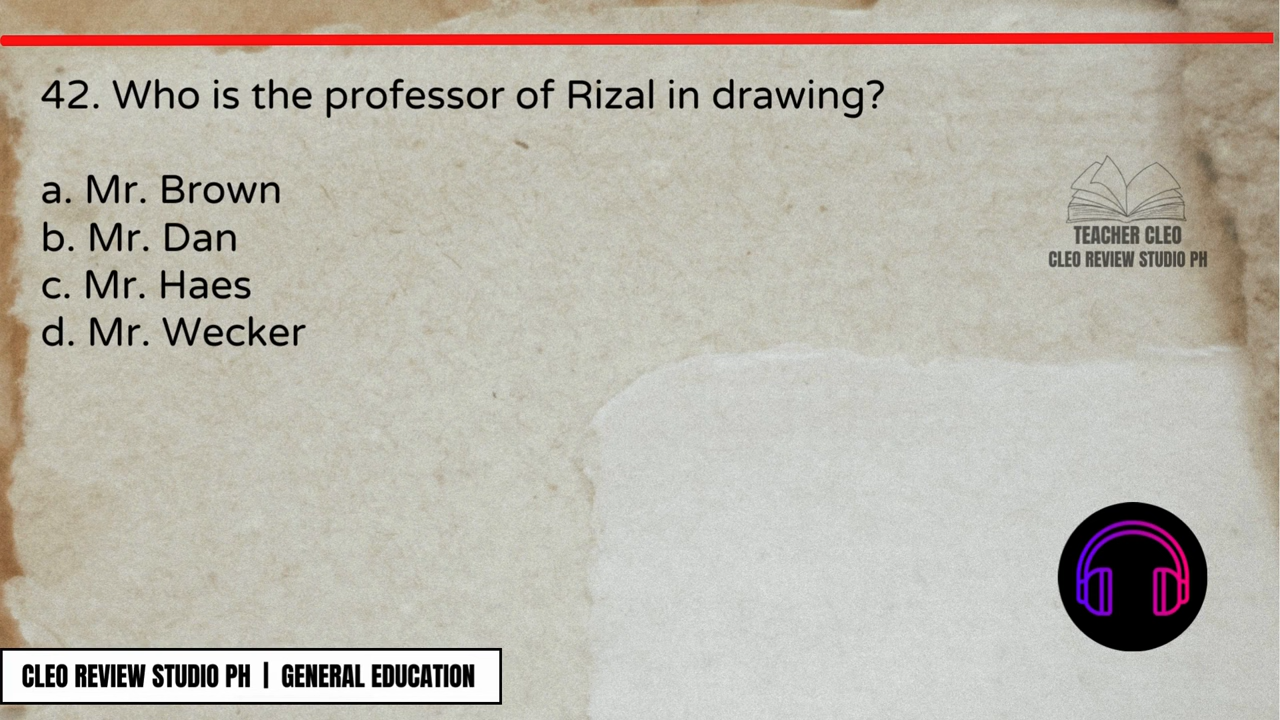 42. Who is the professor of Rizal in drawing?
a. Mr. Brown
b. Mr. Dan
c. Mr. Haes
d. Mr. Wecker
TEACHER CLEO
CLEO REVIEW STUDIO PH
CLEO REVIEW STUDIO PH | GENERAL EDUCATION